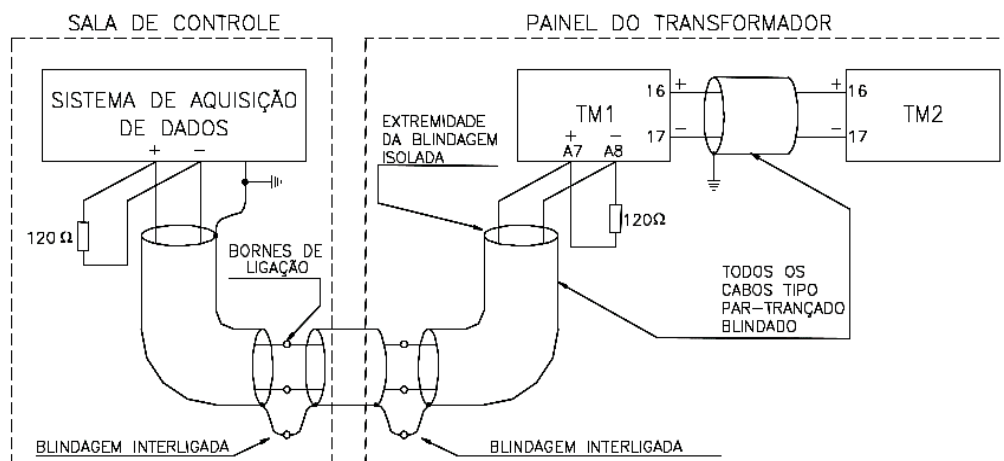 SALA DE CONTROLE
PAINEL DO TRANSFORMADOR
SISTEMA DE AQUISIÇÃO
DE DADOS
+ −
120 Ω
BORNES DE
LIGAÇÃO
BLINDAGEM INTERLIGADA
EXTREMIDADE
DA BLINDAGEM
ISOLADA
TM1
+ −
A7 A8
16 +
17 −
120Ω
+ 16
− 17
TM2
TODOS OS
CABOS TIPO
PAR-TRANÇADO
BLINDADO
BLINDAGEM INTERLIGADA